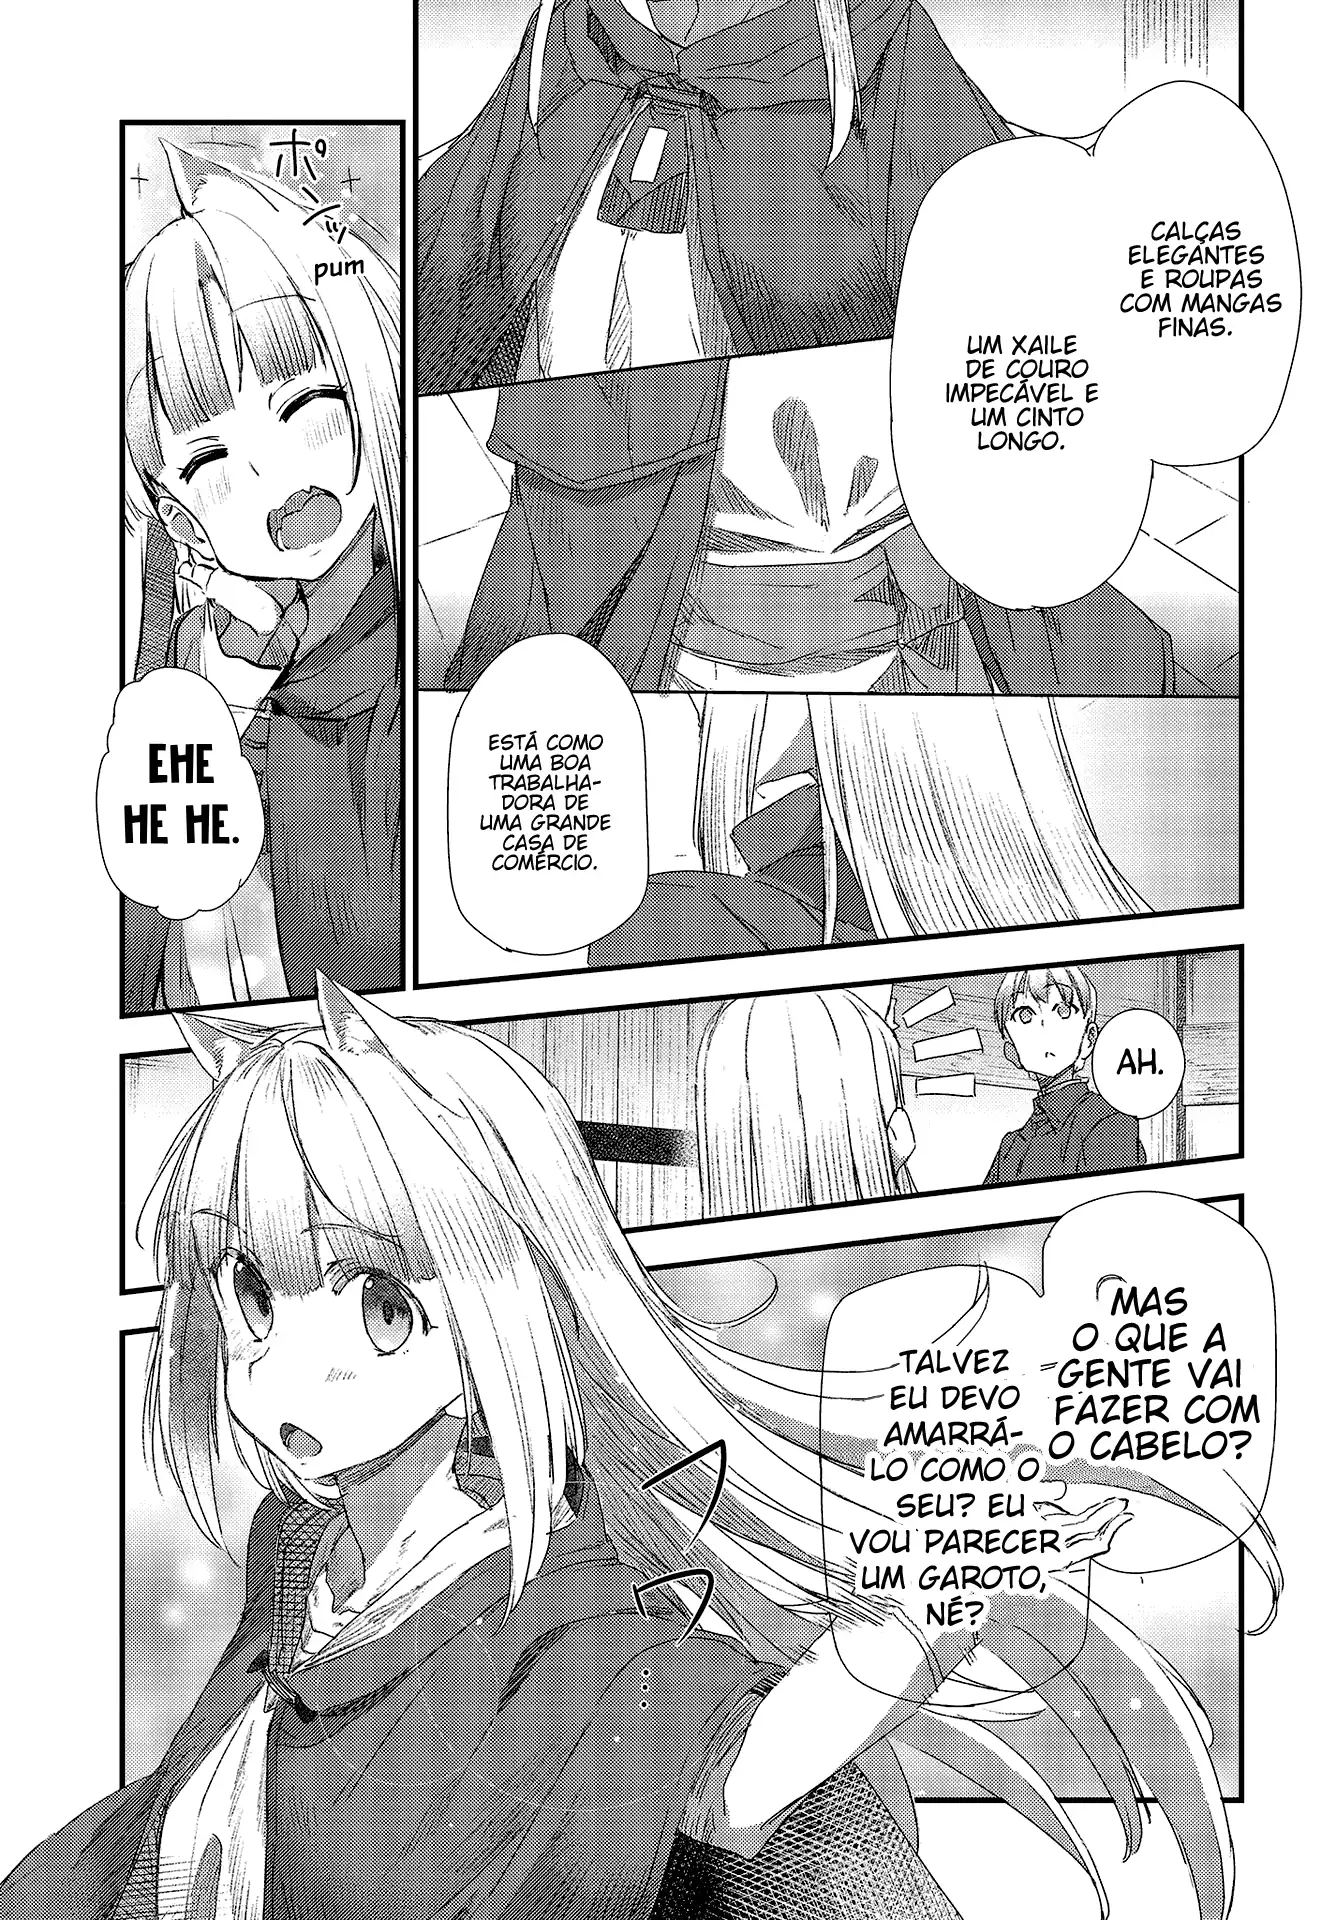 CALÇAS
ELEGANTES
E ROUPAS
COM MANGAS
FINAS.
UM XAILE
DE COURO
IMPECÁVEL E
UM CINTO
LONGO.
ESTÁ COMO
UMA BOA
TRABALHA-
DORA DE
UMA GRANDE
CASA DE
COMÉRCIO.
ポンッ
pum
EHE
HE HE.
AH.
MAS
O QUE A
GENTE VAI
FAZER COM
O CABELO?
TALVEZ
EU DEVO
AMARRÁ-
LO COMO O
SEU? EU
VOU PARECER
UM GAROTO,
NÉ?
フワ